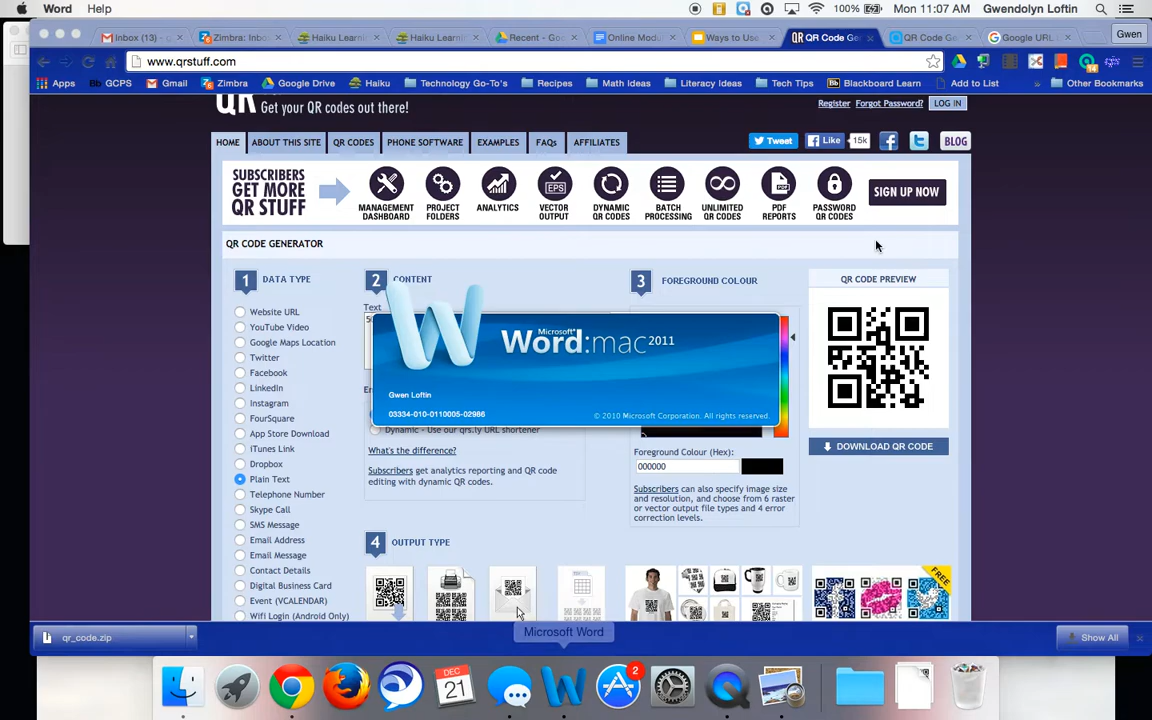 Word Help 100% Mon 11:07 AM Gwendolyn Loftin
Inbox (13) - Zimbra: Inbo Haiku Learni Haiku Learni Recent - Goo Online Modu Ways to Use QR Code Ge QR Code Ge Google URL Gwen
www.qrstuff.com
Apps GCPS Gmail Zimbra Google Drive Haiku Technology Go-To's Recipes Math Ideas Literacy Ideas Tech Tips Blackboard Learn Add to List Other Bookmarks
QR Get your QR codes out there!
Register Forgot Password? LOG IN
HOME ABOUT THIS SITE QR CODES PHONE SOFTWARE EXAMPLES FAQs AFFILIATES Tweet Like 15k BLOG
SUBSCRIBERS
GET MORE
QR STUFF
MANAGEMENT
DASHBOARD
PROJECT
FOLDERS
ANALYTICS
EPS
VECTOR
OUTPUT
DYNAMIC
QR CODES
BATCH
PROCESSING
UNLIMITED
QR CODES
PDF
PDF
REPORTS
PASSWORD
QR CODES
SIGN UP NOW
QR CODE GENERATOR
1 DATA TYPE
Website URL
YouTube Video
Google Maps Location
Twitter
Facebook
LinkedIn
Instagram
FourSquare
App Store Download
iTunes Link
Dropbox
Plain Text
Telephone Number
Skype Call
SMS Message
Email Address
Email Message
Contact Details
Digital Business Card
Event (VCALENDAR)
Wifi Login (Android Only)
2 CONTENT
Text
W
Microsoft®
Word:mac 2011
Gwen Loftin
03334-010-0110005-02986
© 2010 Microsoft Corporation. All rights reserved.
Dynamic - Use our qrs.ly URL shortener
What's the difference?
Subscribers get analytics reporting and QR code
editing with dynamic QR codes.
3 FOREGROUND COLOUR
Foreground Colour (Hex):
000000
Subscribers can also specify image size
and resolution, and choose from 6 raster
or vector output file types and 4 error
correction levels.
QR CODE PREVIEW
DOWNLOAD QR CODE
4 OUTPUT TYPE
FREE
Microsoft Word
qr_code.zip Show All
DEC
21
2